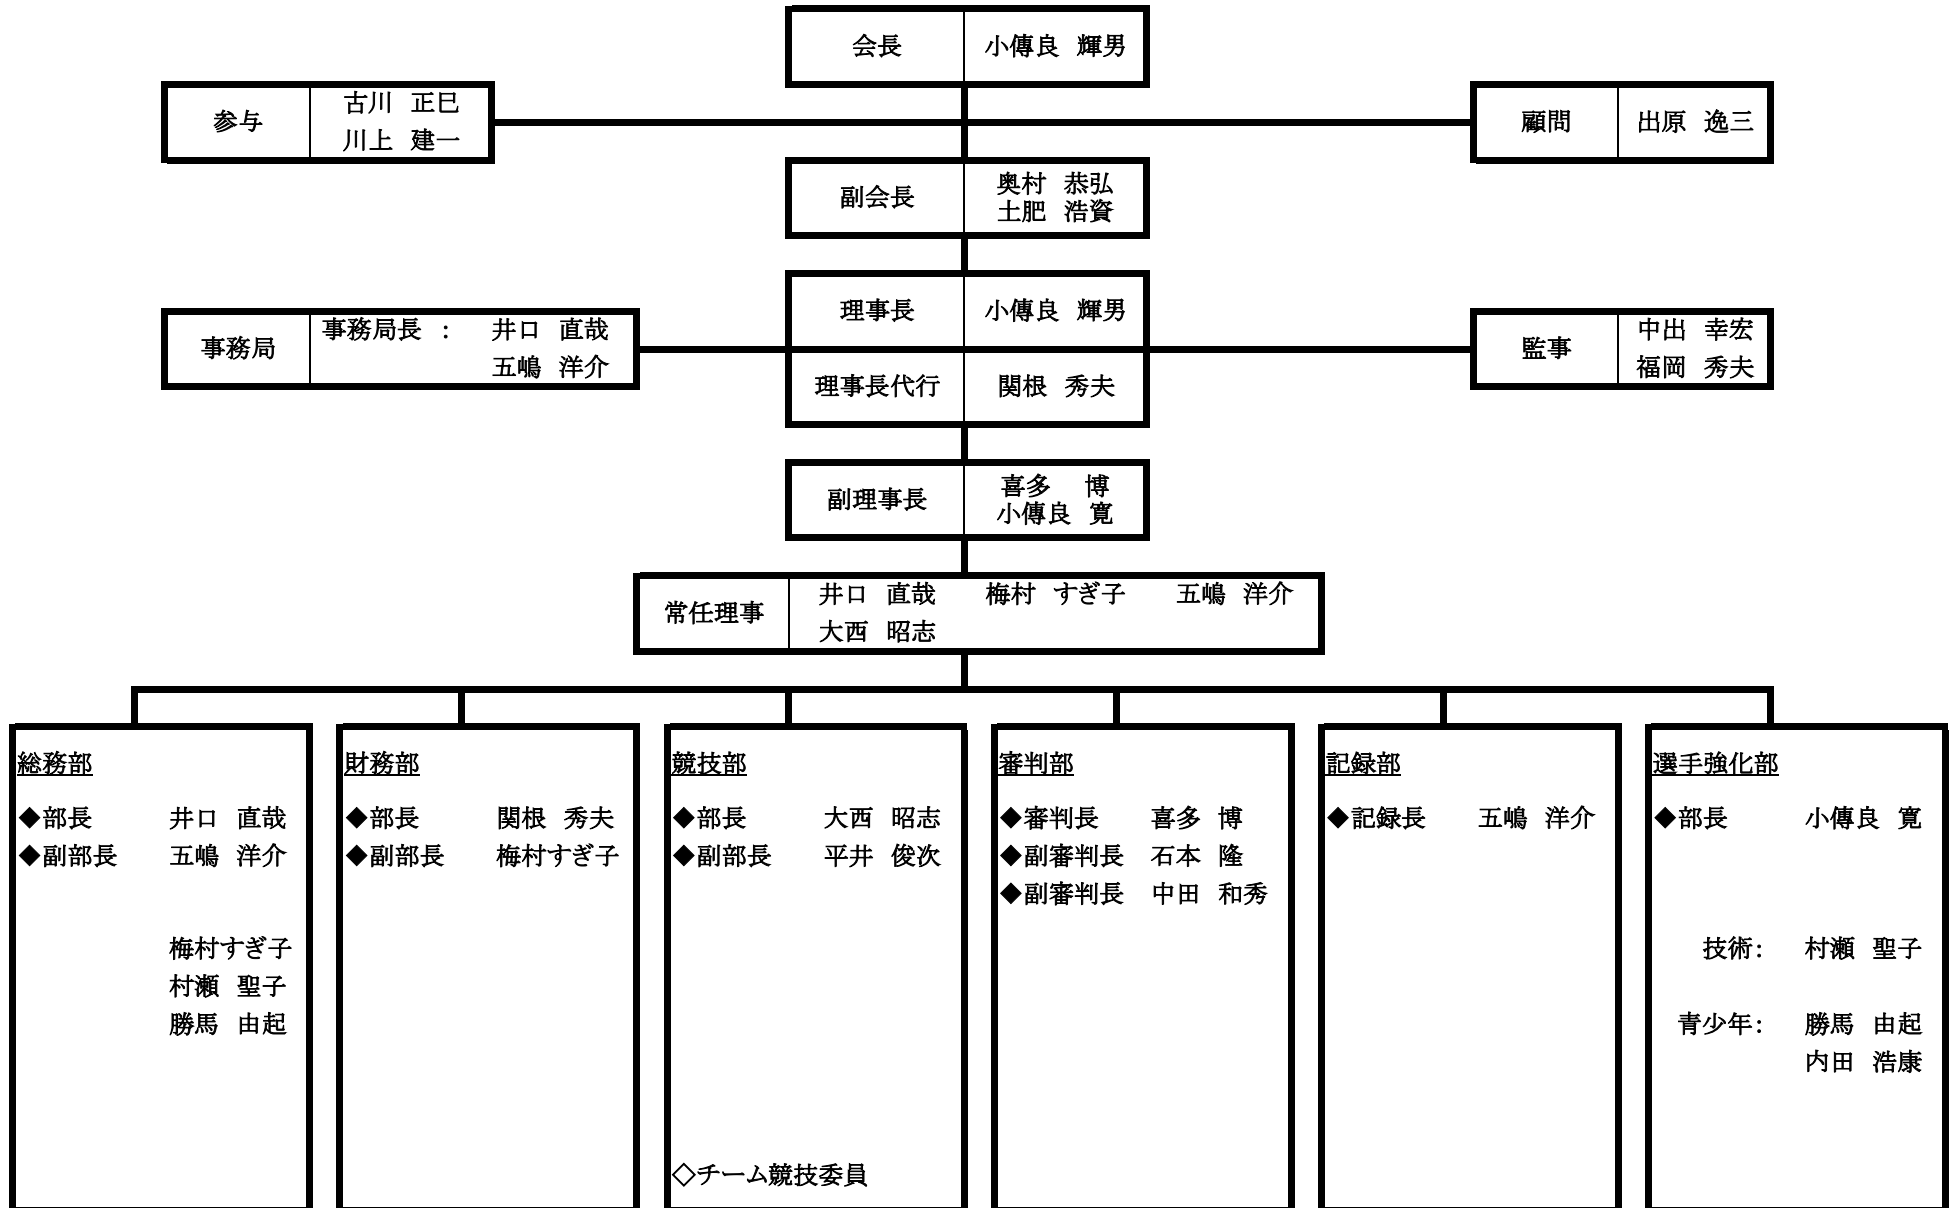 会長 小傳良 輝男
参与 古川 正巳
川上 建一
顧問 出原 逸三
副会長 奥村 恭弘
土肥 浩資
理事長 小傳良 輝男
理事長代行 関根 秀夫
事務局 事務局長 : 井口 直哉
五嶋 洋介
監事 中出 幸宏
福岡 秀夫
副理事長 喜多 博
小傳良 寛
常任理事 井口 直哉 梅村 すぎ子 五嶋 洋介
大西 昭志
総務部
◆部長 井口 直哉
◆副部長 五嶋 洋介
梅村すぎ子
村瀬 聖子
勝馬 由起
財務部
◆部長 関根 秀夫
◆副部長 梅村すぎ子
競技部
◆部長 大西 昭志
◆副部長 平井 俊次
◇チーム競技委員
審判部
◆審判長 喜多 博
◆副審判長 石本 隆
◆副審判長 中田 和秀
記録部
◆記録長 五嶋 洋介
選手強化部
◆部長 小傳良 寛
技術: 村瀬 聖子
青少年: 勝馬 由起
内田 浩康